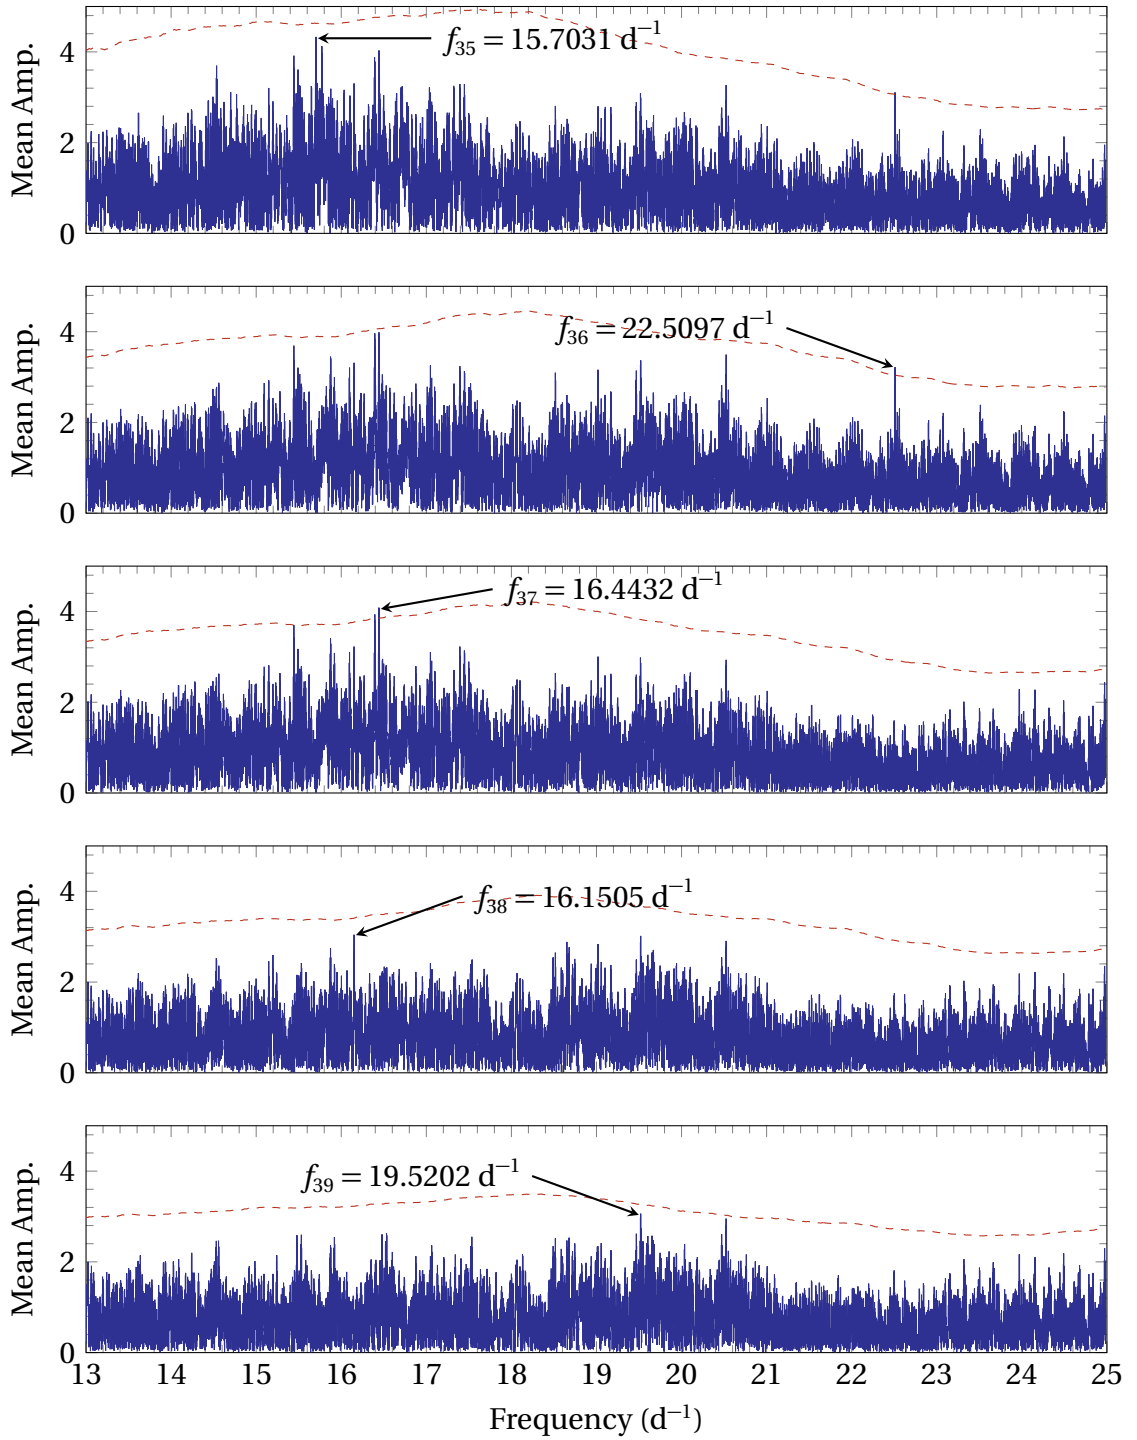 Mean Amp.
4
2
0
f35 = 15.7031 d⁻¹
Mean Amp.
4
2
0
f36 = 22.5097 d⁻¹
Mean Amp.
4
2
0
f37 = 16.4432 d⁻¹
Mean Amp.
4
2
0
f38 = 16.1505 d⁻¹
Mean Amp.
4
2
0
f39 = 19.5202 d⁻¹
13 14 15 16 17 18 19 20 21 22 23 24 25
Frequency (d⁻¹)